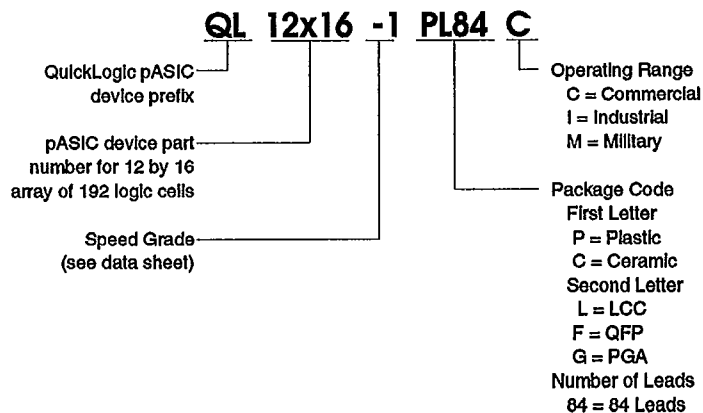 QL 12x16 -1 PL84 C
QuickLogic pASIC
device prefix
pASIC device part
number for 12 by 16
array of 192 logic cells
Speed Grade
(see data sheet)
Operating Range
C = Commercial
I = Industrial
M = Military
Package Code
First Letter
P = Plastic
C = Ceramic
Second Letter
L = LCC
F = QFP
G = PGA
Number of Leads
84 = 84 Leads